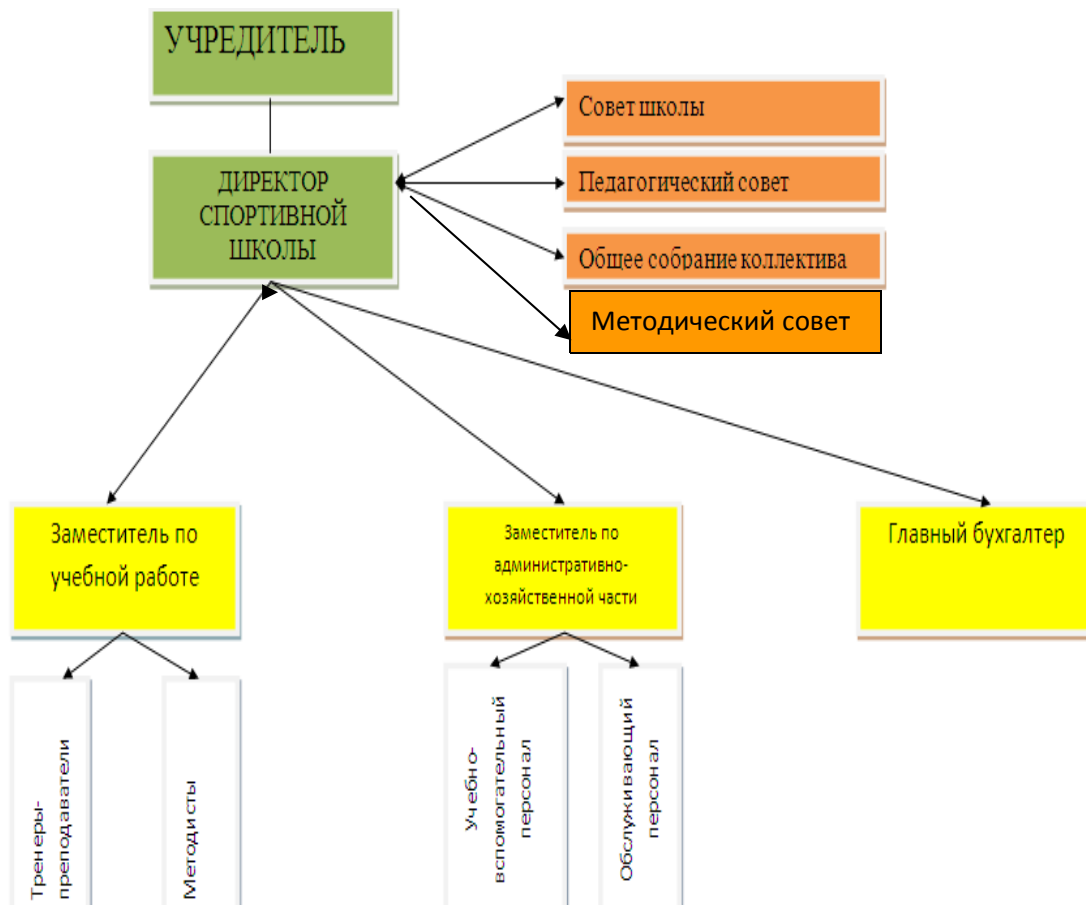 УЧРЕДИТЕЛЬ
ДИРЕКТОР
СПОРТИВНОЙ
ШКОЛЫ
Совет школы
Педагогический совет
Общее собрание коллектива
Методический совет
Заместитель по
учебной работе
Заместитель по
административно-
хозяйственной части
Главный бухгалтер
Тренеры-
преподаватели
Методисты
Учебно-
вспомогательный
персонал
Обслуживающий
персонал